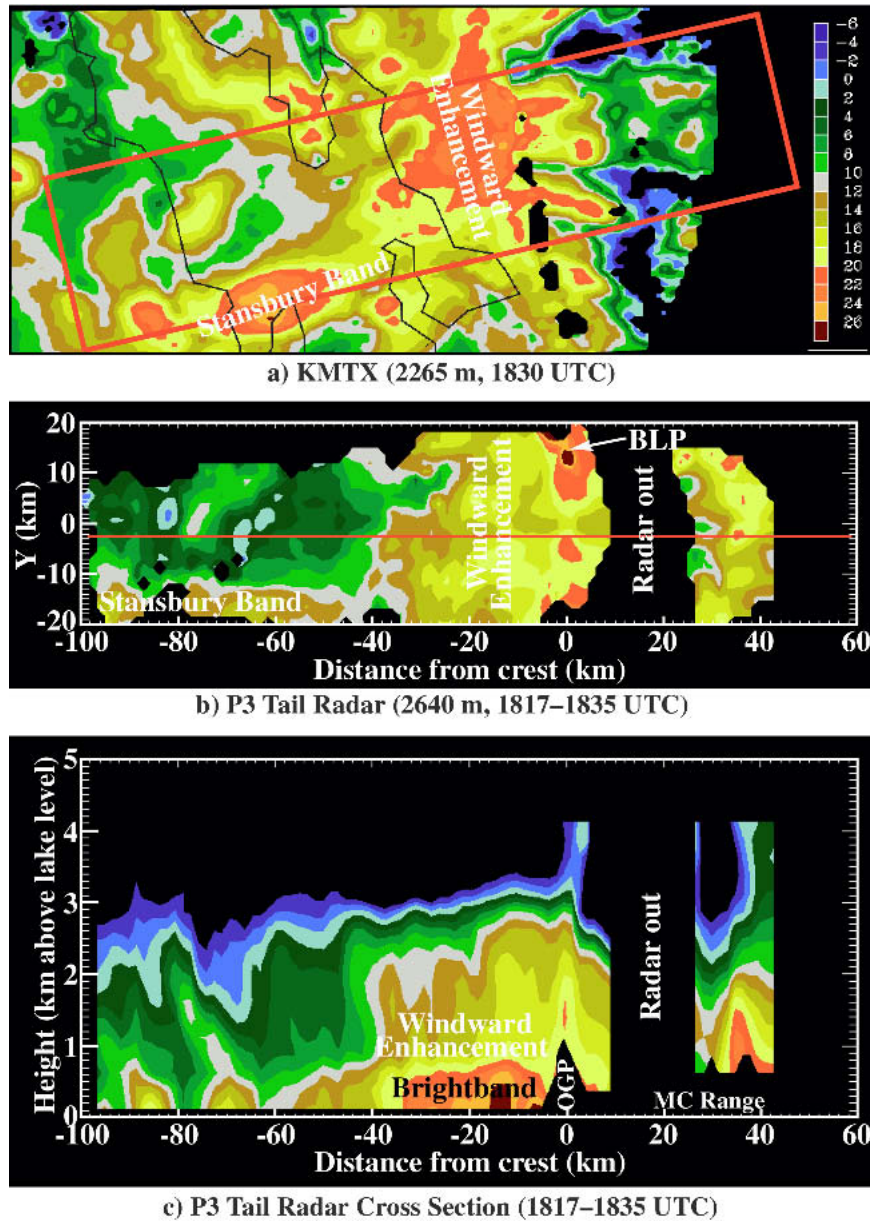 Windward
Enhancement
Stansbury Band
-6
-4
-2
0
2
4
6
8
10
12
14
16
18
20
22
24
26
a) KMTX (2265 m, 1830 UTC)
20
10
0
-10
-20
Y (km)
BLP
Windward
Enhancement
Radar out
Stansbury Band
-100 -80 -60 -40 -20 0 20 40 60
Distance from crest (km)
b) P3 Tail Radar (2640 m, 1817–1835 UTC)
5
4
3
2
1
0
Height (km above lake level)
Radar out
Windward
Enhancement
Brightband
OGP
MC Range
-100 -80 -60 -40 -20 0 20 40 60
Distance from crest (km)
c) P3 Tail Radar Cross Section (1817–1835 UTC)